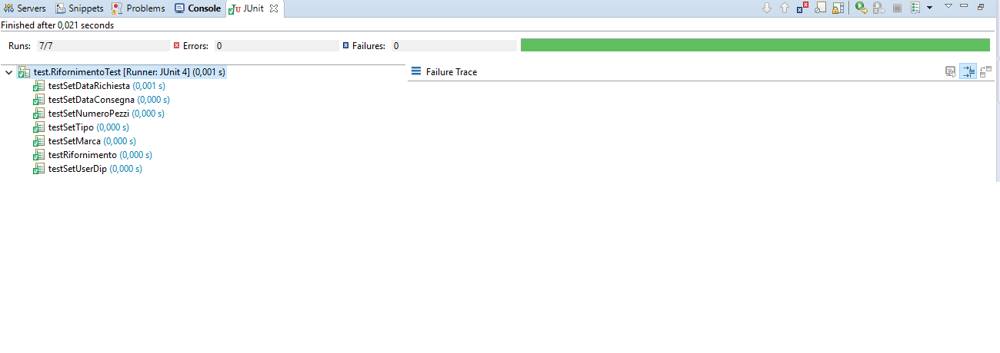 Servers Snippets Problems Console JUnit
Finished after 0,021 seconds
Runs: 7/7 Errors: 0 Failures: 0
test.RifornimentoTest [Runner: JUnit 4] (0,001 s)
Failure Trace
testSetDataRichiesta (0,001 s)
testSetDataConsegna (0,000 s)
testSetNumeroPezzi (0,000 s)
testSetTipo (0,000 s)
testSetMarca (0,000 s)
testRifornimento (0,000 s)
testSetUserDip (0,000 s)